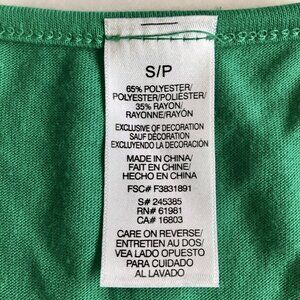 S/P
65% POLYESTER/
POLYESTER/POLIÉSTER/
35% RAYON/
RAYONNE/RAYÓN
EXCLUSIVE OF DECORATION
SAUF DÉCORATION
EXCLUYENDO LA DECORACIÓN
MADE IN CHINA/
FAIT EN CHINE/
HECHO EN CHINA
FSC# F3831891
S# 245385
RN# 61981
CA# 16803
CARE ON REVERSE/
ENTRETIEN AU DOS/
VEA LADO OPUESTO
PARA CUIDADO
AL LAVADO